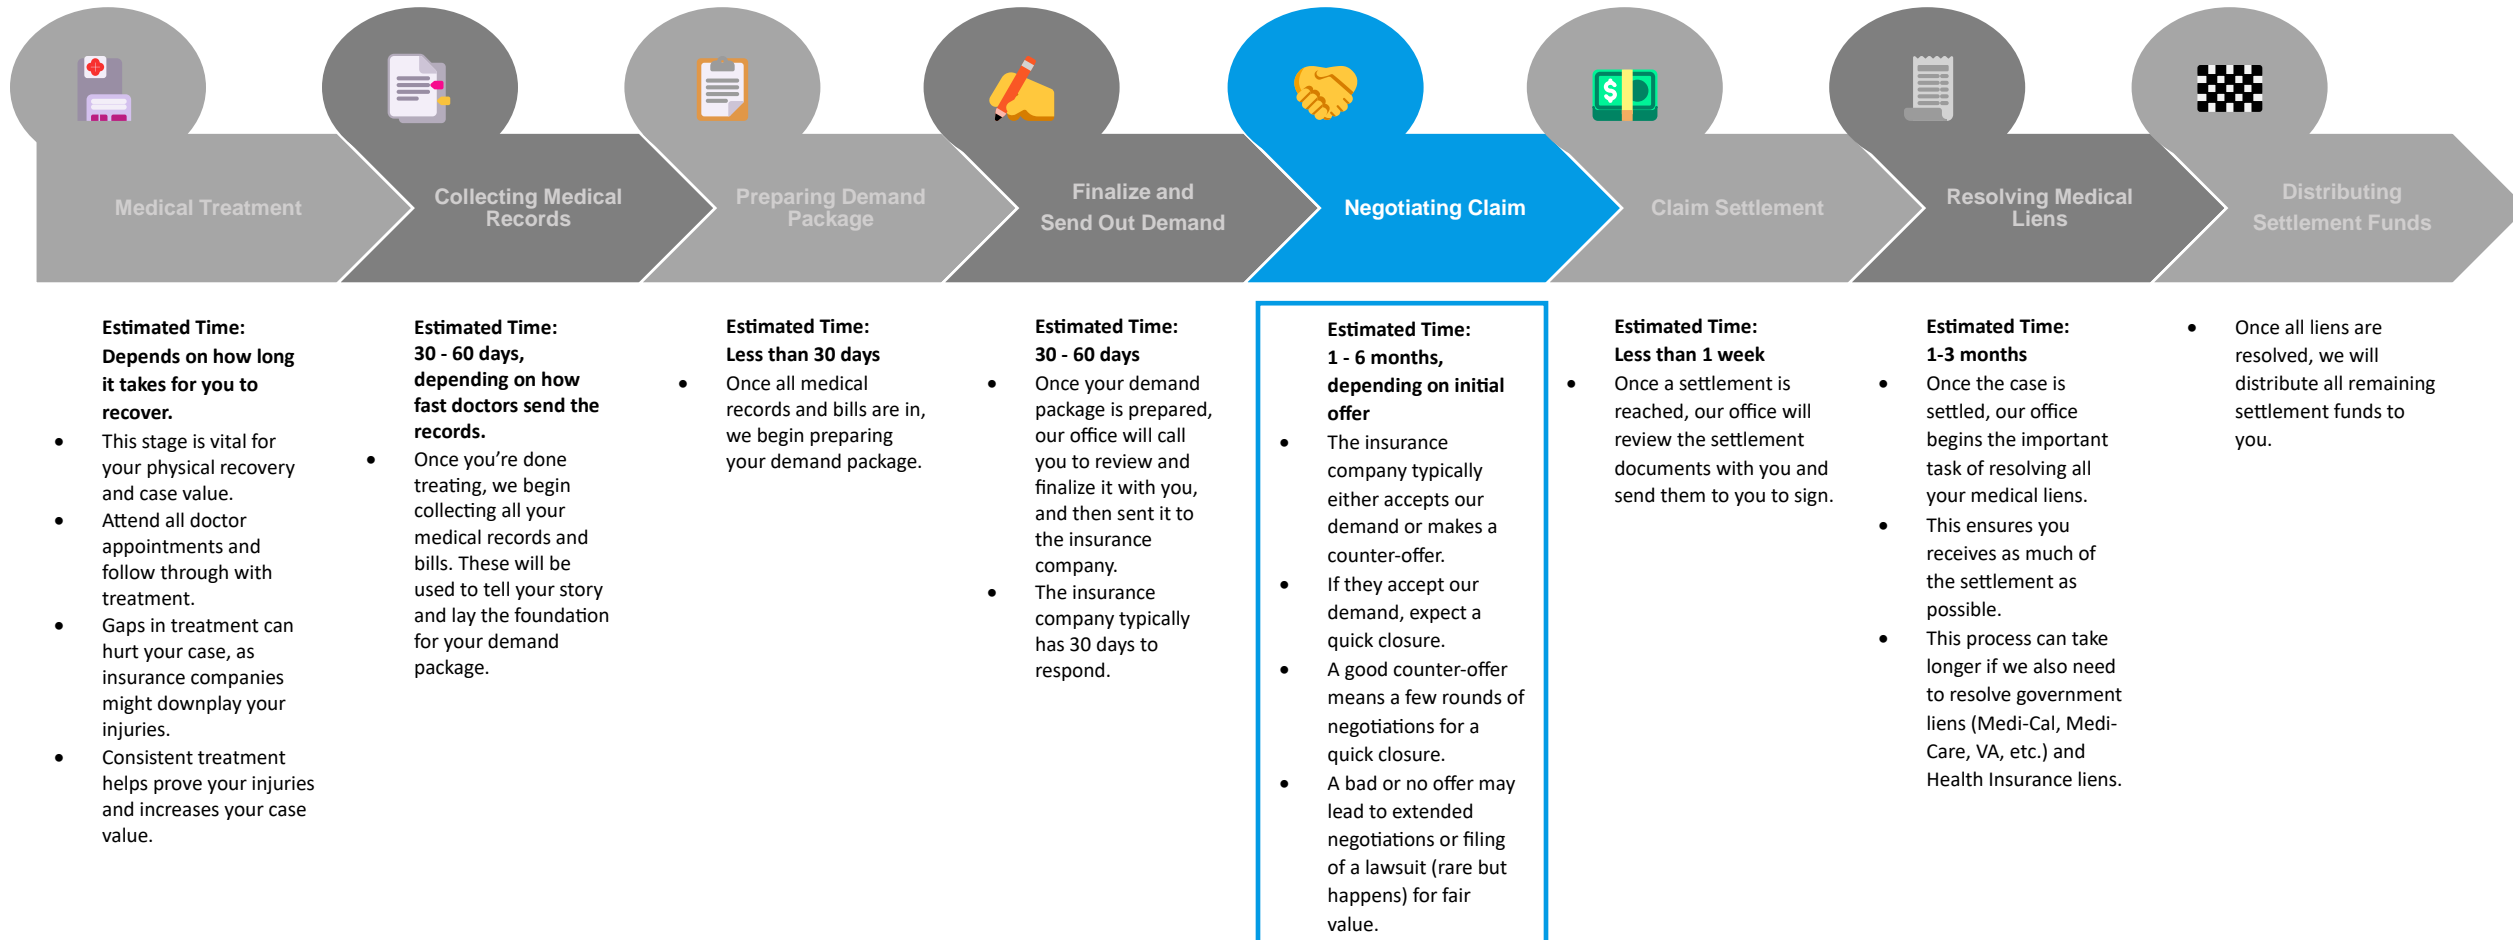 Medical Treatment
Collecting Medical
Records
Preparing Demand
Package
Finalize and
Send Out Demand
Negotiating Claim
Claim Settlement
Resolving Medical
Liens
Distributing
Settlement Funds
Estimated Time:
Depends on how long
it takes for you to
recover.
• This stage is vital for
your physical recovery
and case value.
• Attend all doctor
appointments and
follow through with
treatment.
• Gaps in treatment can
hurt your case, as
insurance companies
might downplay your
injuries.
• Consistent treatment
helps prove your injuries
and increases your case
value.
Estimated Time:
30 - 60 days,
depending on how
fast doctors send the
records.
• Once you’re done
treating, we begin
collecting all your
medical records and
bills. These will be
used to tell your story
and lay the foundation
for your demand
package.
Estimated Time:
Less than 30 days
• Once all medical
records and bills are in,
we begin preparing
your demand package.
Estimated Time:
30 - 60 days
• Once your demand
package is prepared,
our office will call
you to review and
finalize it with you,
and then sent it to
the insurance
company.
• The insurance
company typically
has 30 days to
respond.
Estimated Time:
1 - 6 months,
depending on initial
offer
• The insurance
company typically
either accepts our
demand or makes a
counter-offer.
• If they accept our
demand, expect a
quick closure.
• A good counter-offer
means a few rounds of
negotiations for a
quick closure.
• A bad or no offer may
lead to extended
negotiations or filing
of a lawsuit (rare but
happens) for fair
value.
Estimated Time:
Less than 1 week
• Once a settlement is
reached, our office will
review the settlement
documents with you and
send them to you to sign.
Estimated Time:
1-3 months
• Once the case is
settled, our office
begins the important
task of resolving all
your medical liens.
• This ensures you
receives as much of
the settlement as
possible.
• This process can take
longer if we also need
to resolve government
liens (Medi-Cal, Medi-
Care, VA, etc.) and
Health Insurance liens.
• Once all liens are
resolved, we will
distribute all remaining
settlement funds to
you.